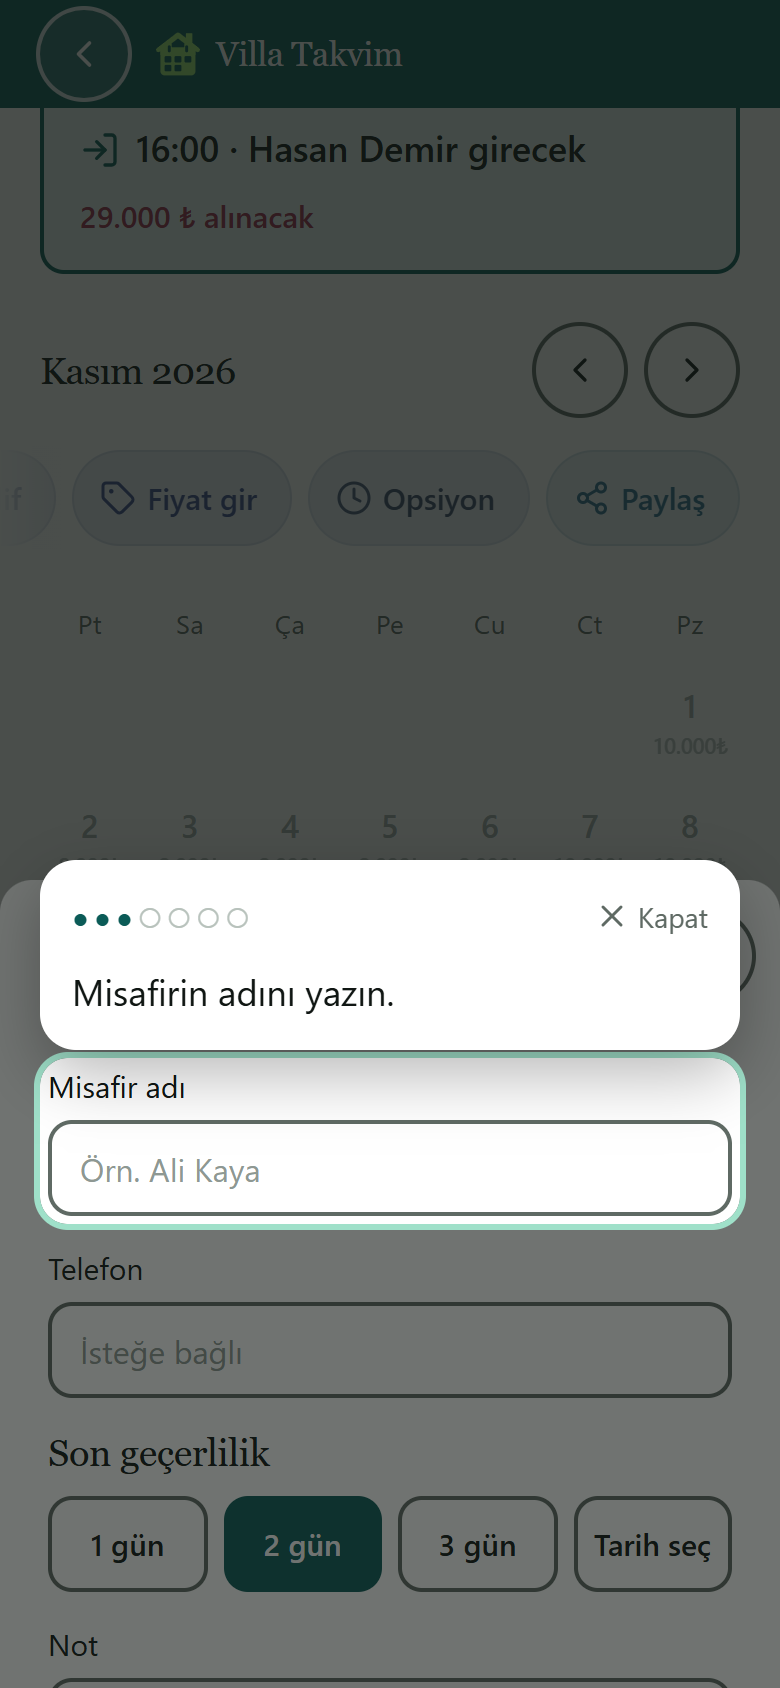 Villa Takvim
16:00 · Hasan Demir girecek
29.000 ₺ alınacak
Kasım 2026
if
Fiyat gir
Opsiyon
Paylaş
Pt Sa Ça Pe Cu Ct Pz
1
10.000₺
2 3 4 5 6 7 8
Kapat
Misafirin adını yazın.
Misafir adı
Örn. Ali Kaya
Telefon
İsteğe bağlı
Son geçerlilik
1 gün
2 gün
3 gün
Tarih seç
Not